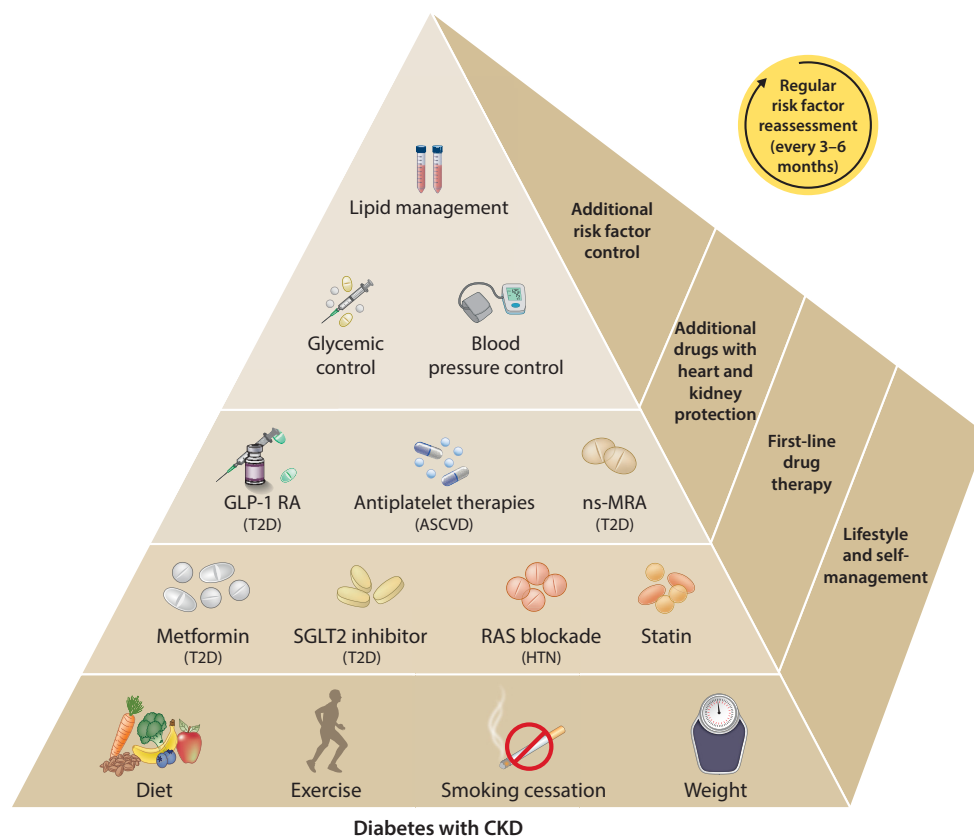 Regular
risk factor
reassessment
(every 3–6
months)
Lipid management
Additional
risk factor
control
Glycemic
control
Blood
pressure control
Additional
drugs with
heart and
kidney
protection
GLP-1 RA
(T2D)
Antiplatelet therapies
(ASCVD)
ns-MRA
(T2D)
First-line
drug
therapy
Metformin
(T2D)
SGLT2 inhibitor
(T2D)
RAS blockade
(HTN)
Statin
Lifestyle
and self-
management
Diet
Exercise
Smoking cessation
Weight
Diabetes with CKD